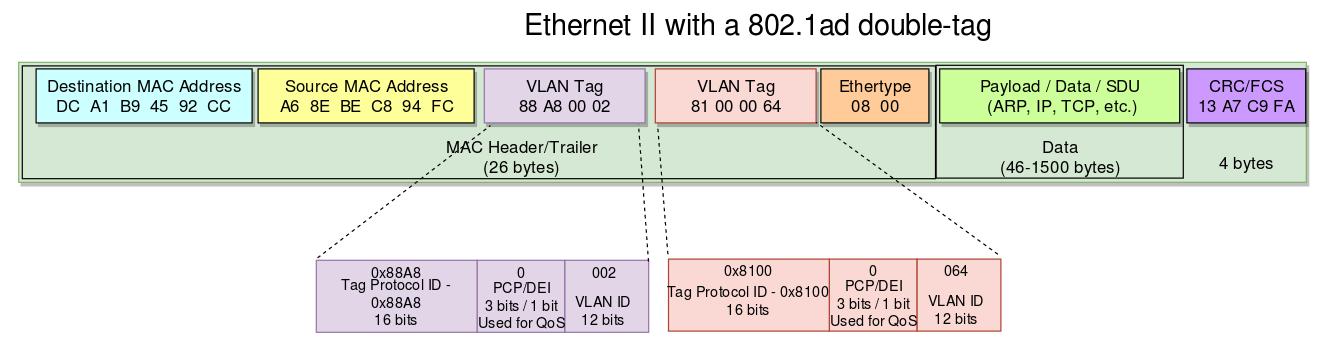 Ethernet II with a 802.1ad double-tag
Destination MAC Address
DC A1 B9 45 92 CC
Source MAC Address
A6 8E BE C8 94 FC
VLAN Tag
88 A8 00 02
VLAN Tag
81 00 00 64
Ethertype
08 00
Payload / Data / SDU
(ARP, IP, TCP, etc.)
CRC/FCS
13 A7 C9 FA
MAC Header/Trailer
(26 bytes)
Data
(46-1500 bytes)
4 bytes
0x88A8
Tag Protocol ID -
0x88A8
16 bits
0
PCP/DEI
3 bits / 1 bit
Used for QoS
002
VLAN ID
12 bits
0x8100
Tag Protocol ID - 0x8100
16 bits
0
PCP/DEI
3 bits / 1 bit
Used for QoS
064
VLAN ID
12 bits